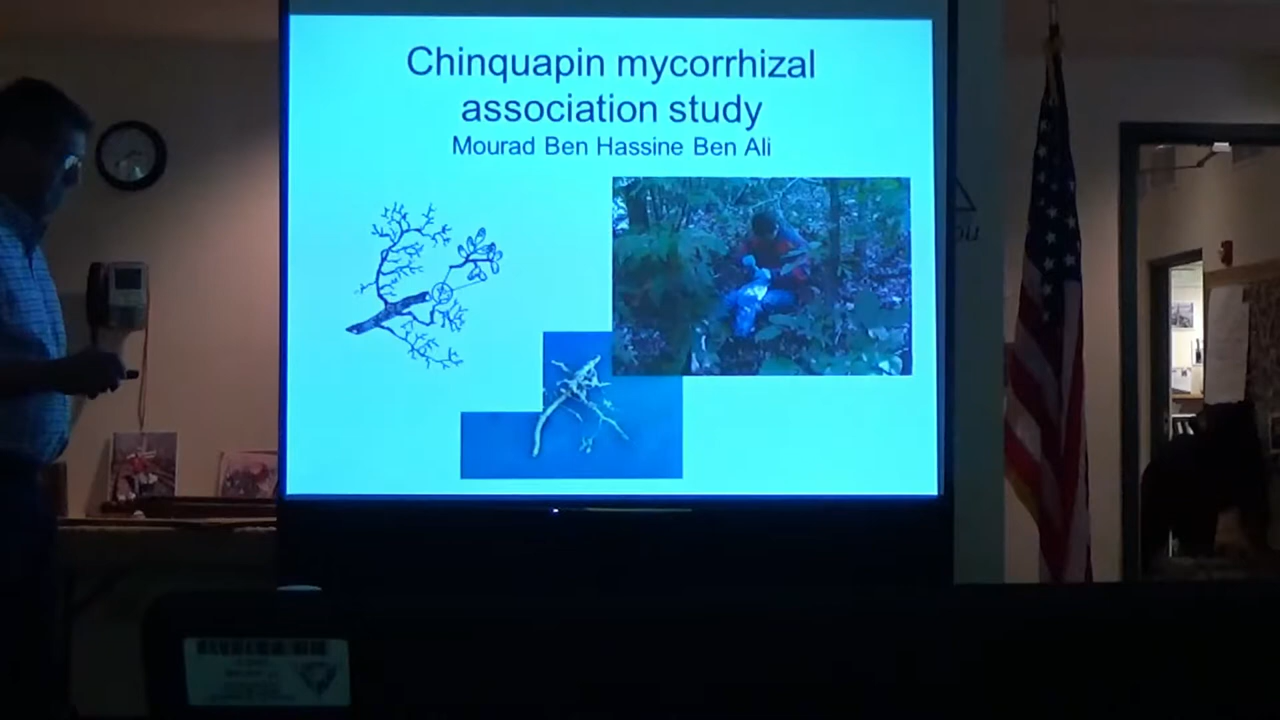 Chinquapin mycorrhizal
association study
Mourad Ben Hassine Ben Ali